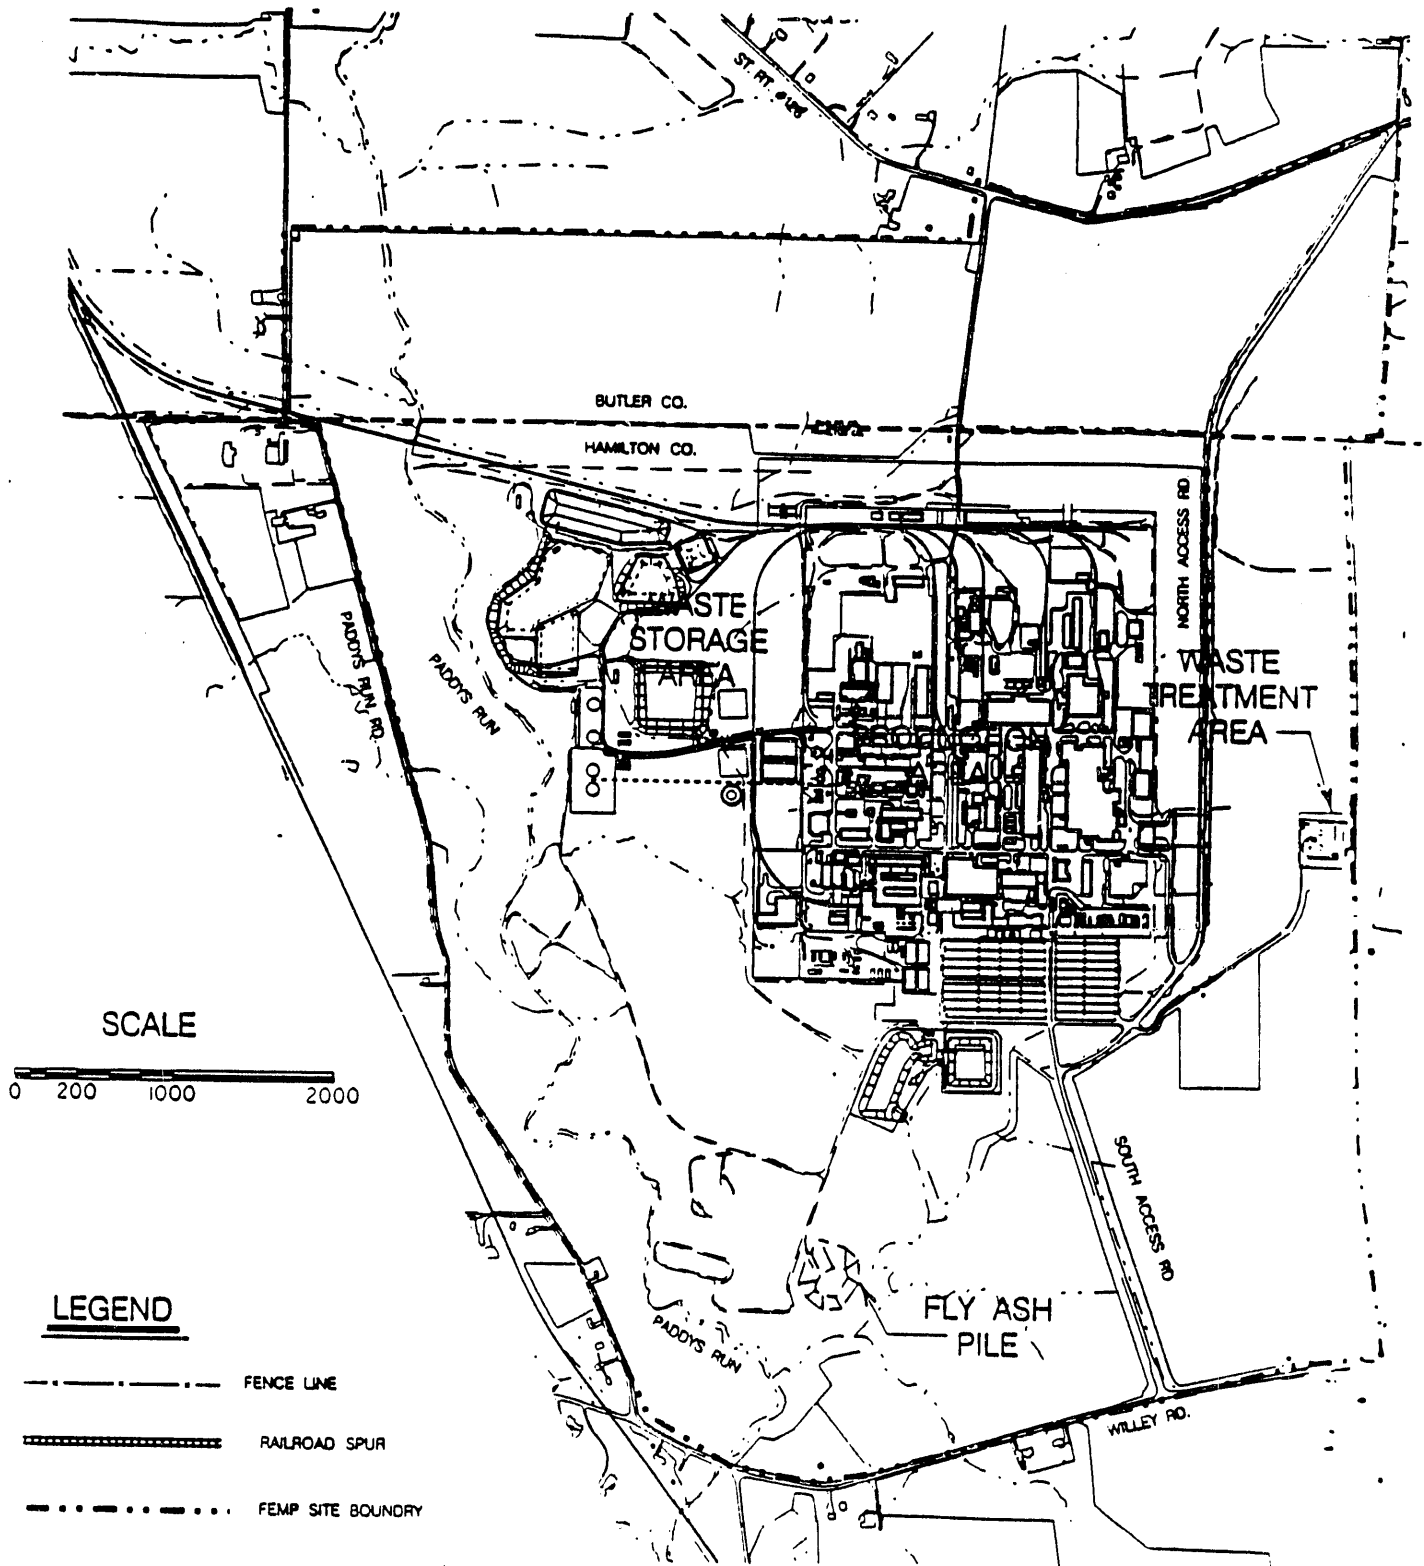 ST. RT. #126
BUTLER CO.
HAMILTON CO.
NORTH ACCESS RD
WASTE
STORAGE
AREA
PADDYS RUN RD.
PADDYS RUN
WASTE
TREATMENT
AREA
SCALE
0 200 1000 2000
SOUTH ACCESS RD
FLY ASH
PILE
PADDYS RUN
WILLEY RD.
LEGEND
FENCE LINE
RAILROAD SPUR
FEMP SITE BOUNDRY